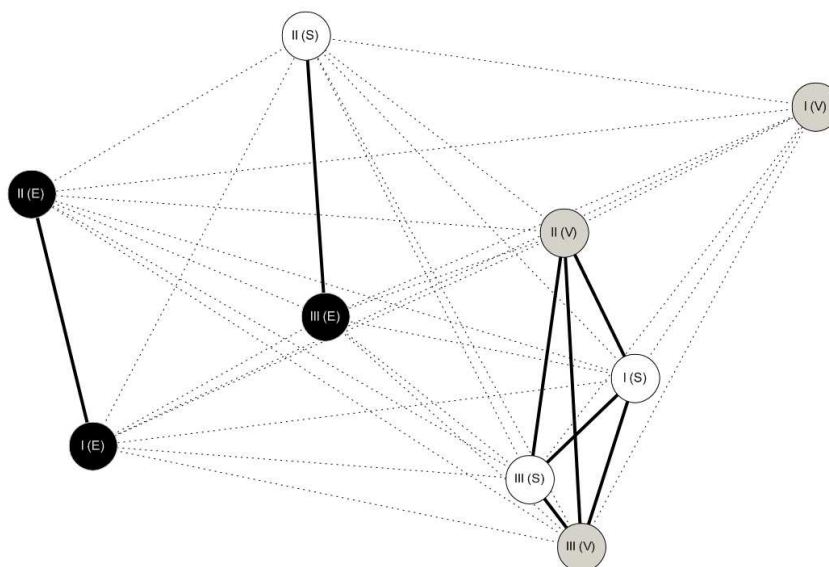 II (S)
I (V)
II (E)
II (V)
III (E)
I (S)
I (E)
III (S)
III (V)